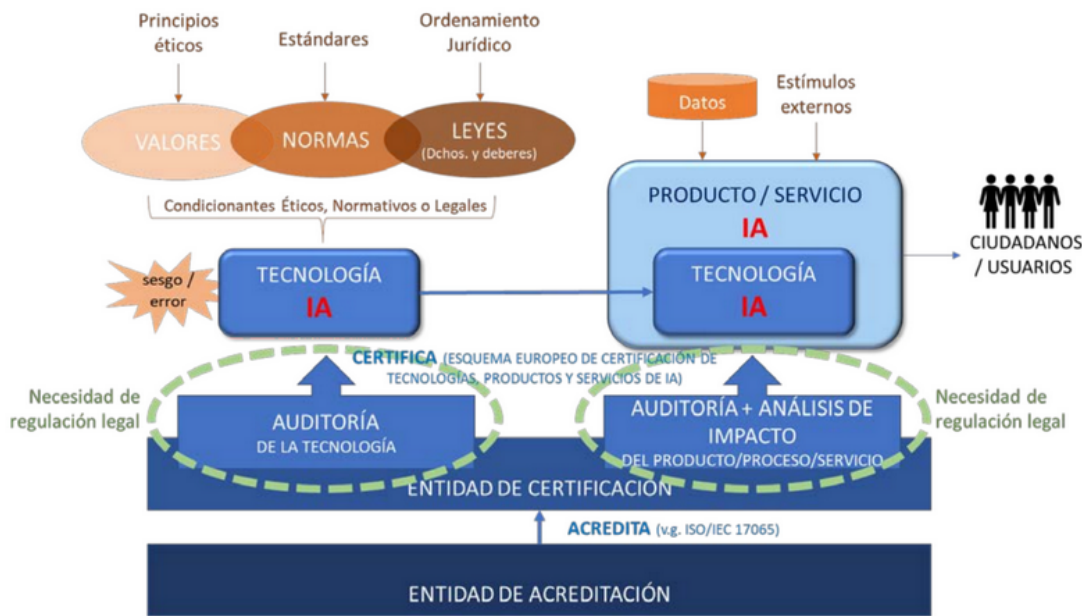 Principios
éticos
Estándares
Ordenamiento
Jurídico
VALORES
NORMAS
LEYES
(Dchos. y deberes)
Condicionantes Éticos, Normativos o Legales
Datos
Estímulos
externos
PRODUCTO / SERVICIO
IA
CIUDADANOS
/ USUARIOS
sesgo /
error
TECNOLOGÍA
IA
TECNOLOGÍA
IA
CERTIFICA (ESQUEMA EUROPEO DE CERTIFICACIÓN DE
TECNOLOGÍAS, PRODUCTOS Y SERVICIOS DE IA)
Necesidad de
regulación legal
AUDITORÍA
DE LA TECNOLOGÍA
AUDITORÍA + ANÁLISIS DE
IMPACTO
DEL PRODUCTO/PROCESO/SERVICIO
Necesidad de
regulación legal
ENTIDAD DE CERTIFICACIÓN
ACREDITA (v.g. ISO/IEC 17065)
ENTIDAD DE ACREDITACIÓN